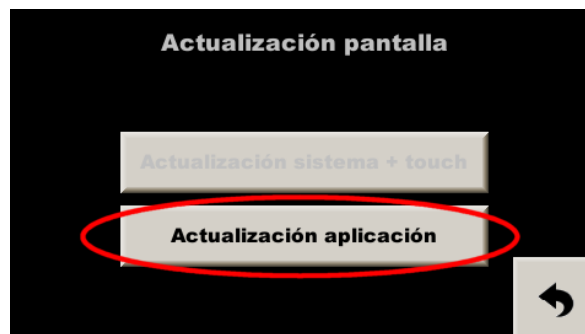 Actualización pantalla
Actualización sistema + touch
Actualización aplicación